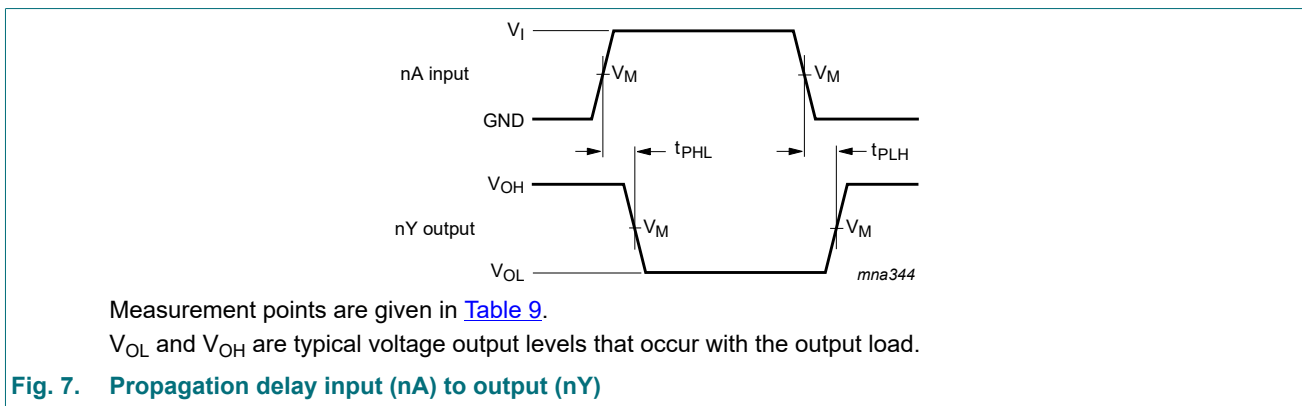 V_I
nA input
V_M
V_M
GND
t_PHL
t_PLH
V_OH
nY output
V_M
V_M
V_OL
mna344
Measurement points are given in Table 9.
V_OL and V_OH are typical voltage output levels that occur with the output load.
Fig. 7. Propagation delay input (nA) to output (nY)